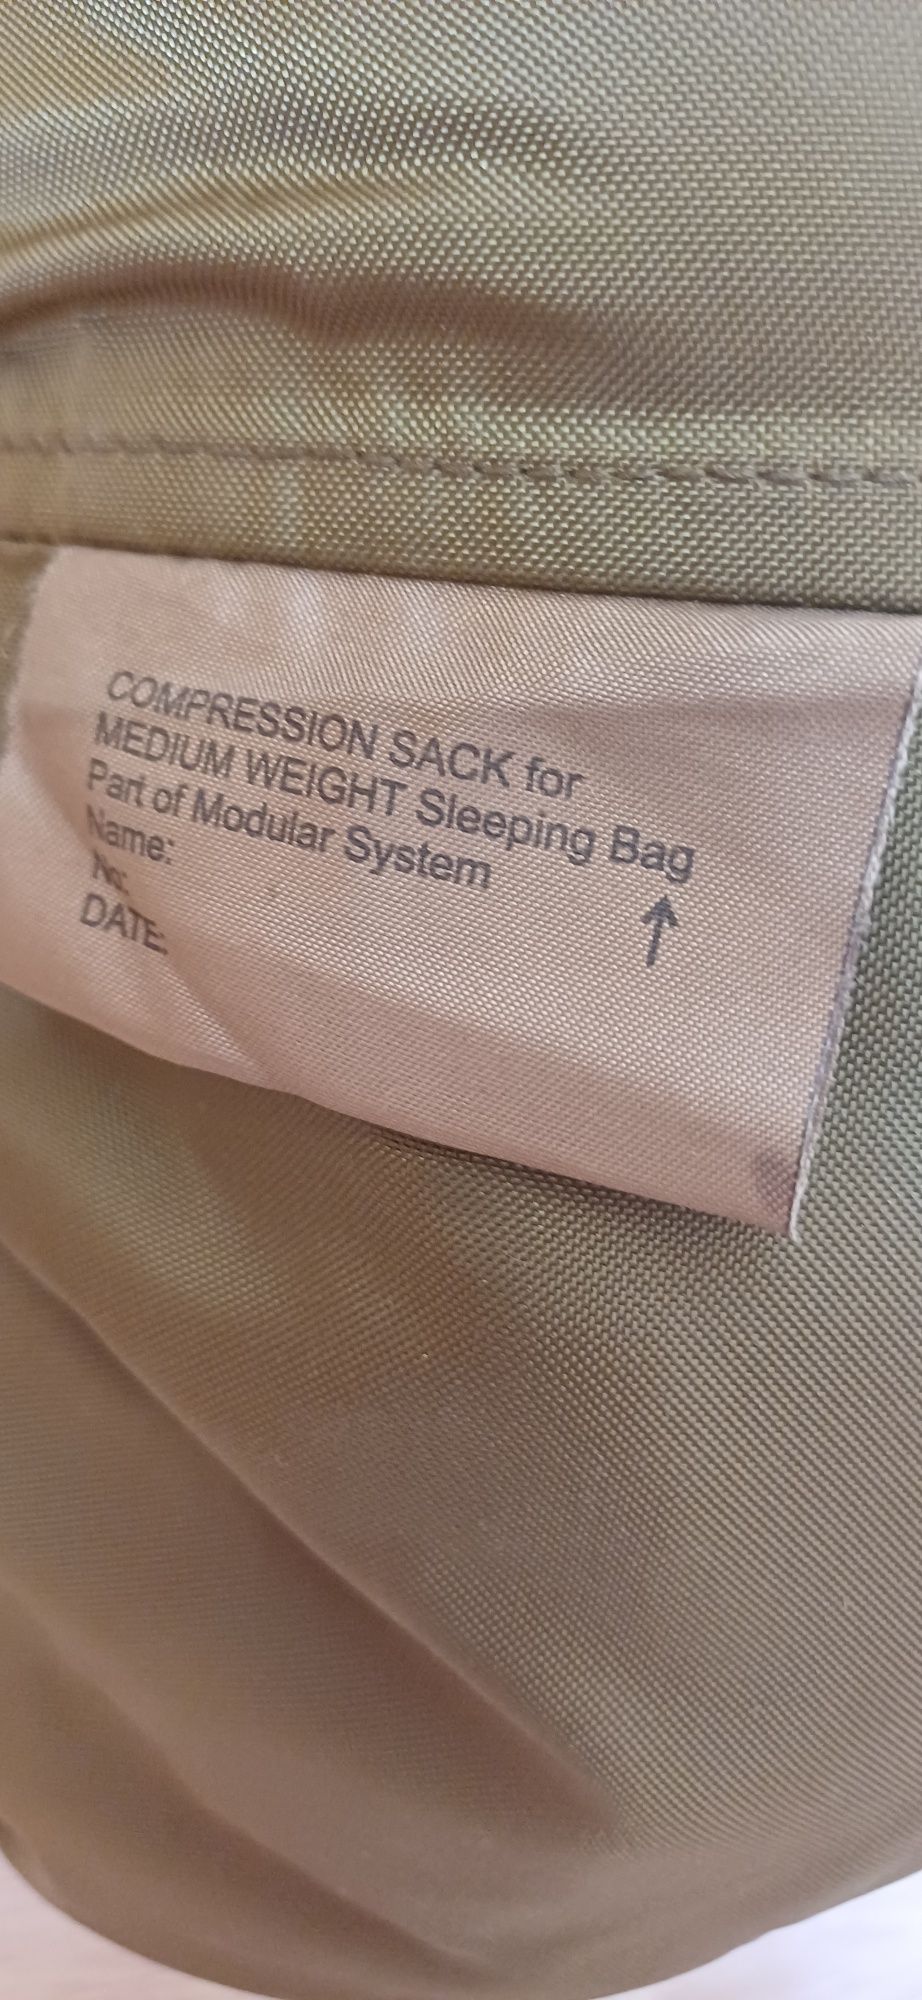 COMPRESSION SACK for
MEDIUM WEIGHT Sleeping Bag
Part of Modular System
Name:
No:
DATE: